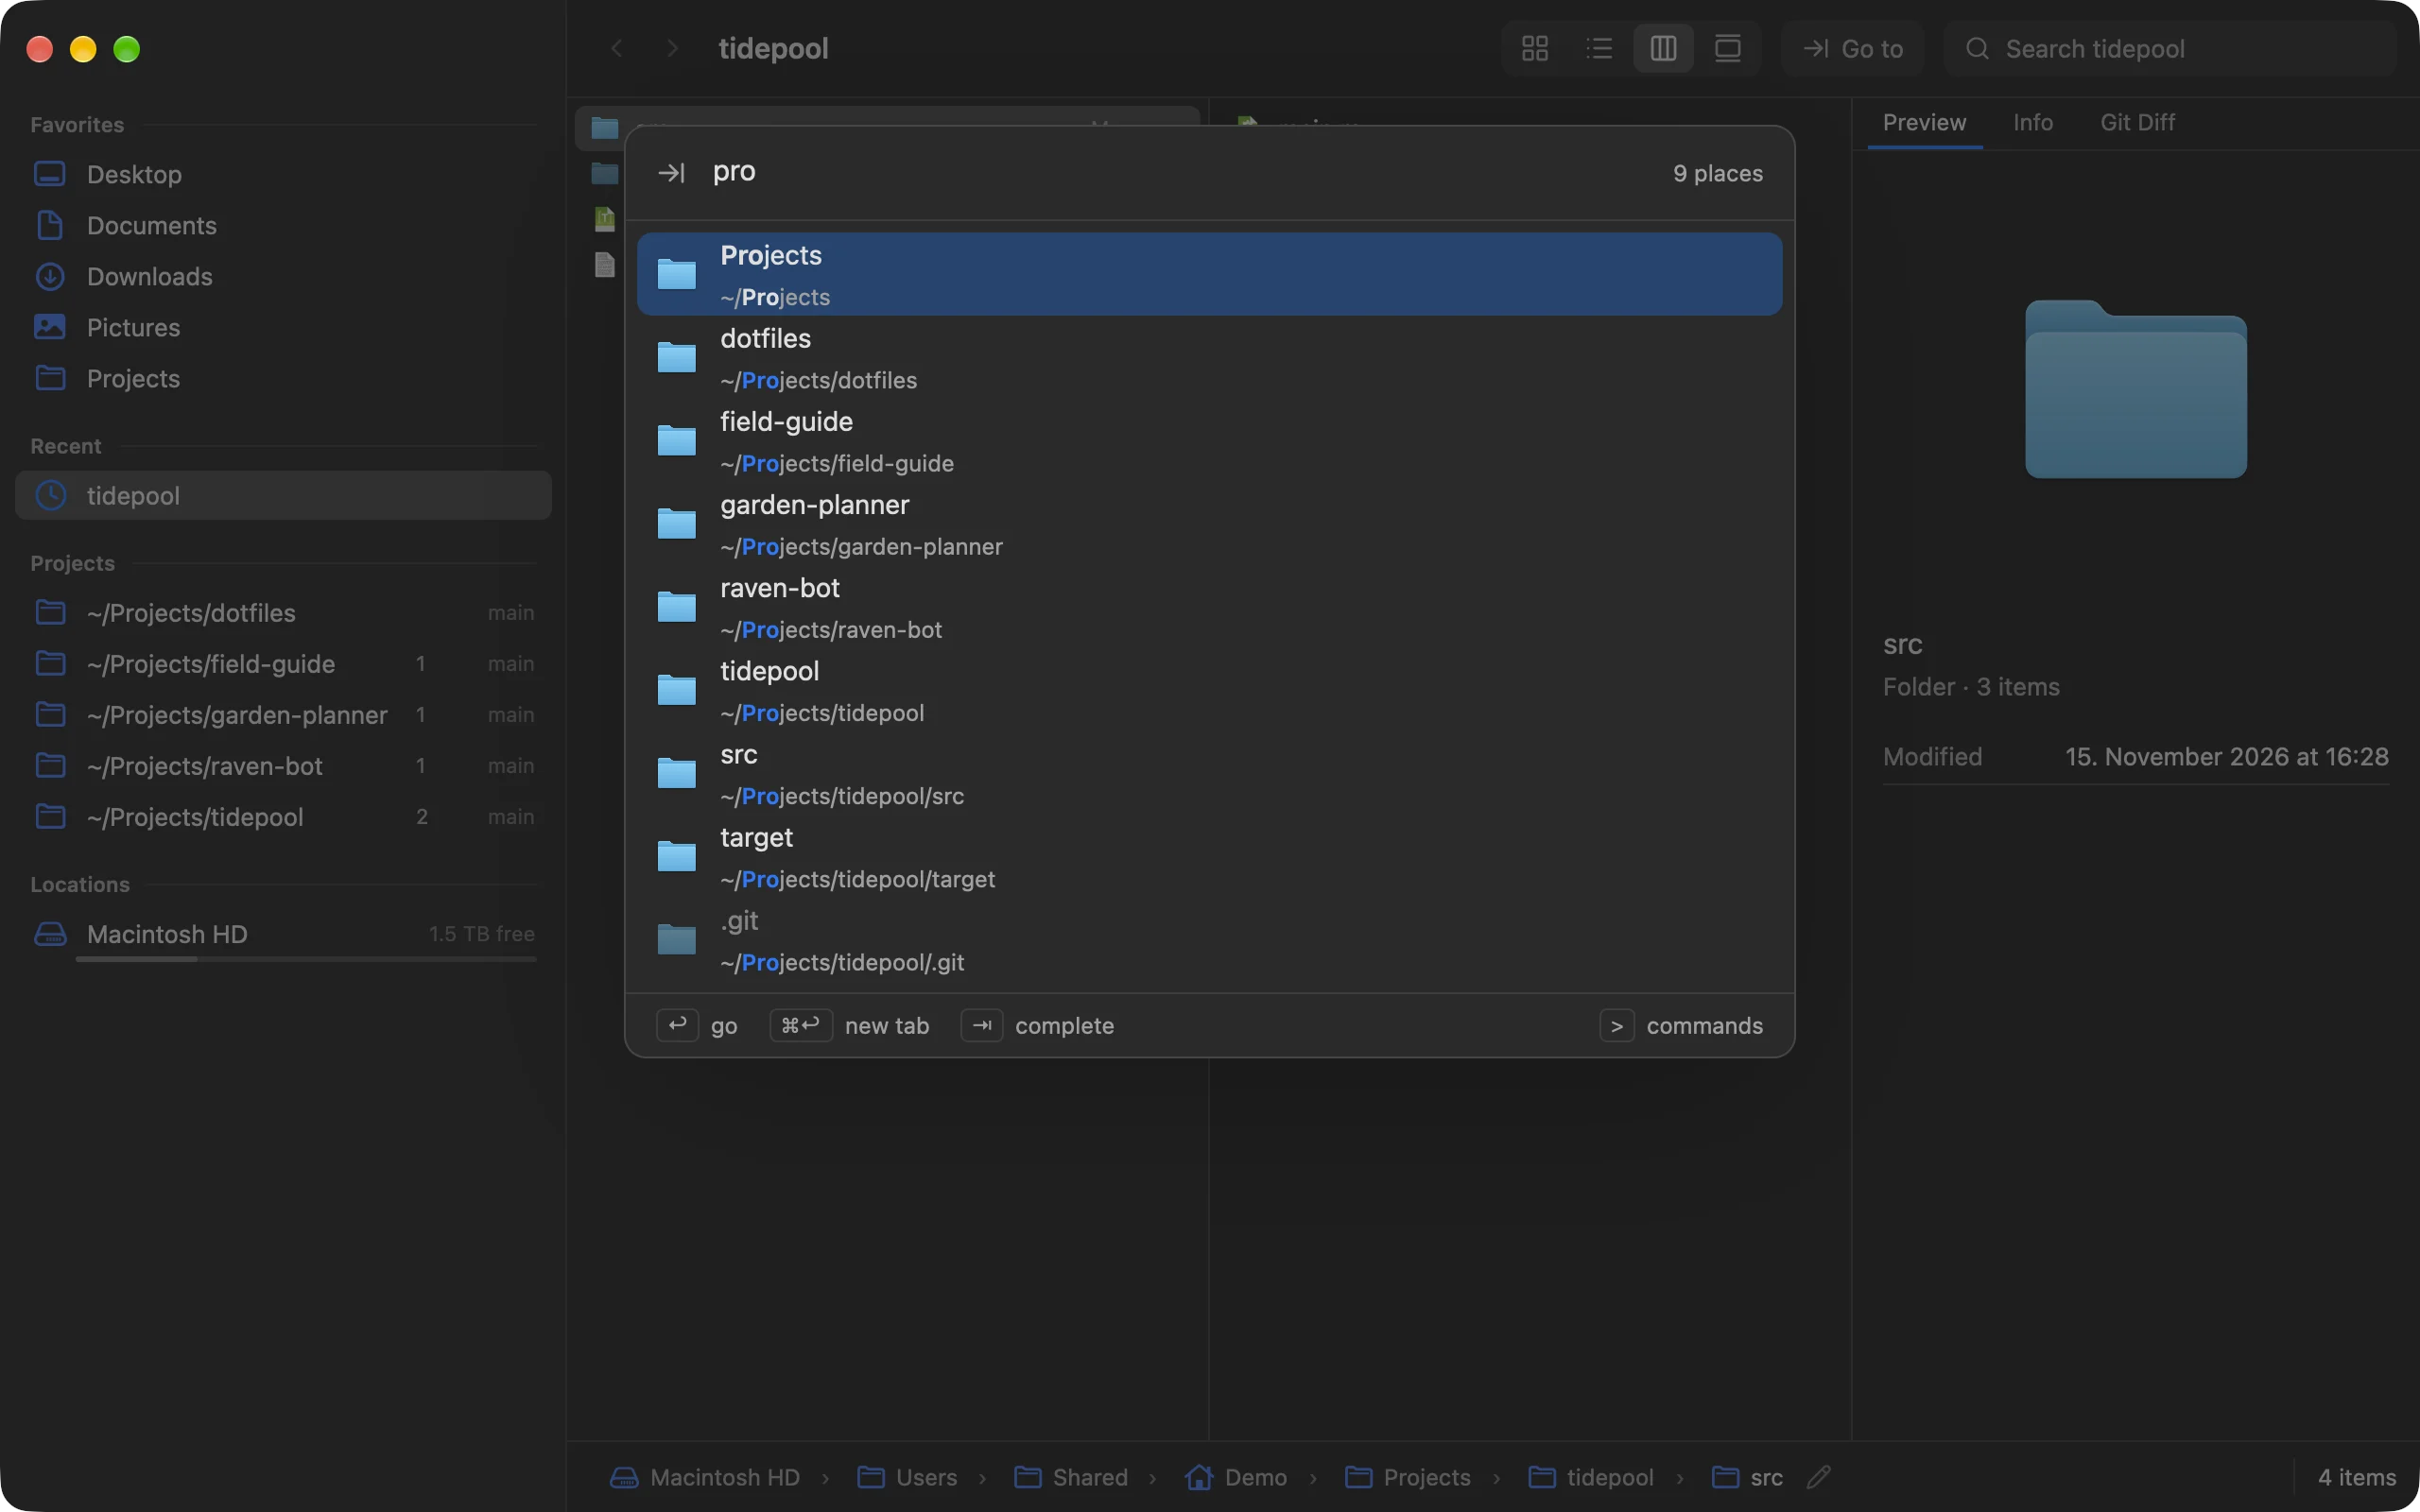 tidepool
Go to
Search tidepool
Favorites
Desktop
Documents
Downloads
Pictures
Projects
Recent
tidepool
Projects
~/Projects/dotfiles main
~/Projects/field-guide 1 main
~/Projects/garden-planner 1 main
~/Projects/raven-bot 1 main
~/Projects/tidepool 2 main
Locations
Macintosh HD 1.5 TB free
pro 9 places
Projects
~/Projects
dotfiles
~/Projects/dotfiles
field-guide
~/Projects/field-guide
garden-planner
~/Projects/garden-planner
raven-bot
~/Projects/raven-bot
tidepool
~/Projects/tidepool
src
~/Projects/tidepool/src
target
~/Projects/tidepool/target
.git
~/Projects/tidepool/.git
↩ go ⌘↩ new tab ⇥ complete > commands
Preview Info Git Diff
src
Folder · 3 items
Modified 15. November 2026 at 16:28
Macintosh HD › Users › Shared › Demo › Projects › tidepool › src
4 items